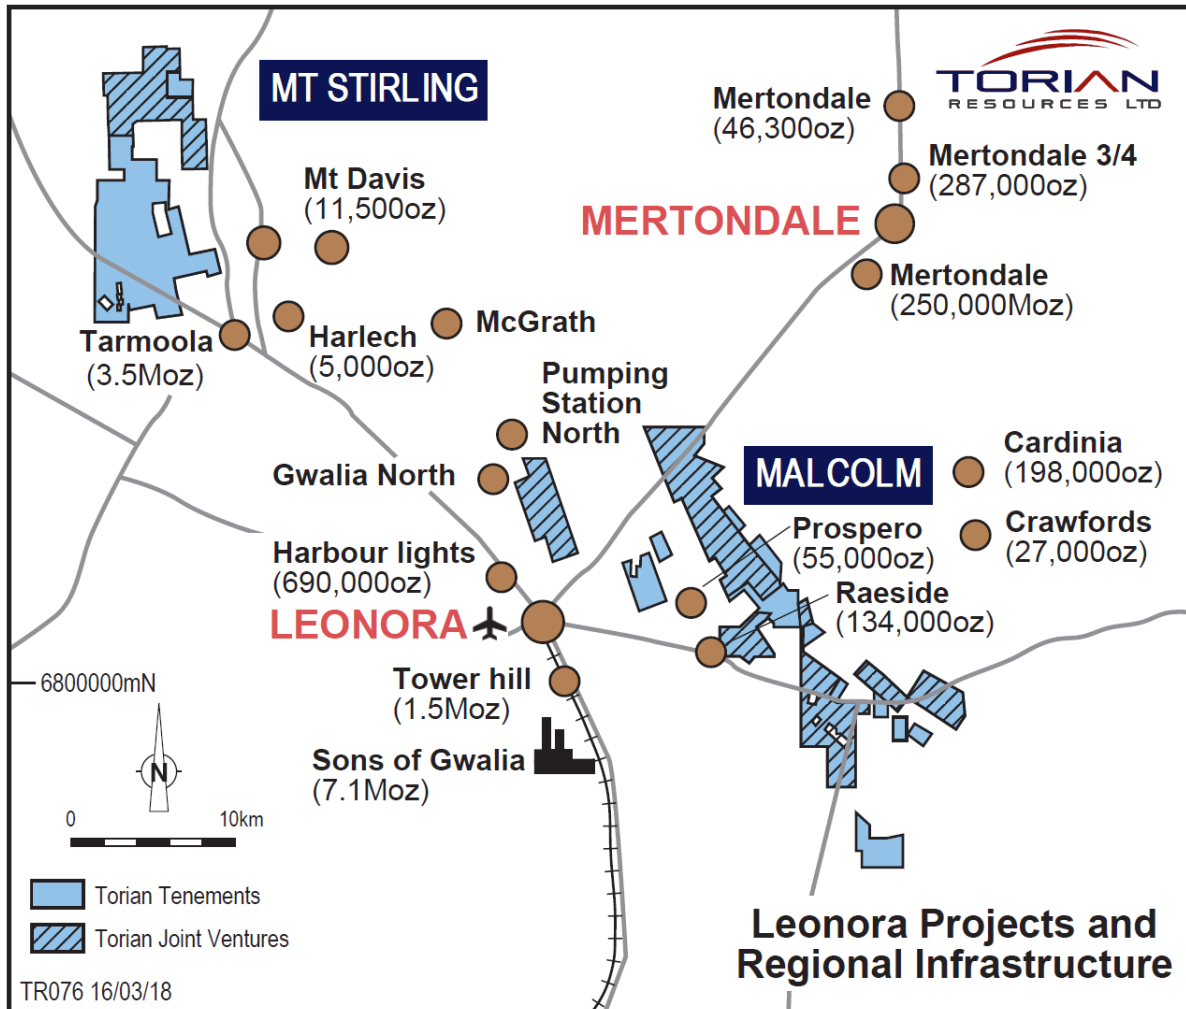 MT STIRLING
TORIAN
RESOURCES LTD
Mertondale
(46,300oz)
Mertondale 3/4
(287,000oz)
Mt Davis
(11,500oz)
MERTONDALE
Mertondale
(250,000Moz)
Tarmoola
(3.5Moz)
Harlech
(5,000oz)
McGrath
Pumping
Station
North
Gwalia North
MALCOLM
Cardinia
(198,000oz)
Prospero
(55,000oz)
Crawfords
(27,000oz)
Harbour lights
(690,000oz)
Raeside
(134,000oz)
LEONORA
Tower hill
(1.5Moz)
6800000mN
Sons of Gwalia
(7.1Moz)
N
0 10km
Torian Tenements
Torian Joint Ventures
Leonora Projects and
Regional Infrastructure
TR076 16/03/18